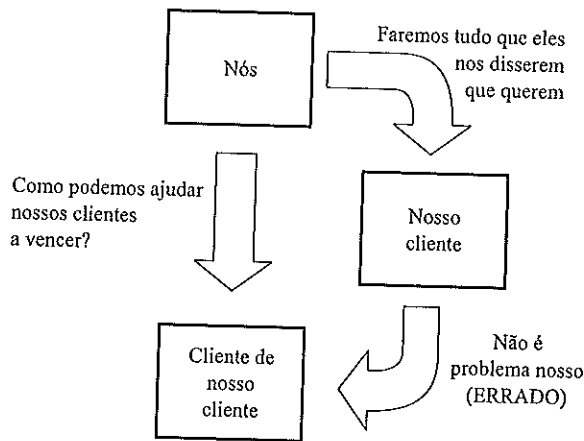 Nós
Faremos tudo que eles
nos disserem
que querem
Como podemos ajudar
nossos clientes
a vencer?
Nosso
cliente
Cliente de
nosso
cliente
Não é
problema nosso
(ERRADO)